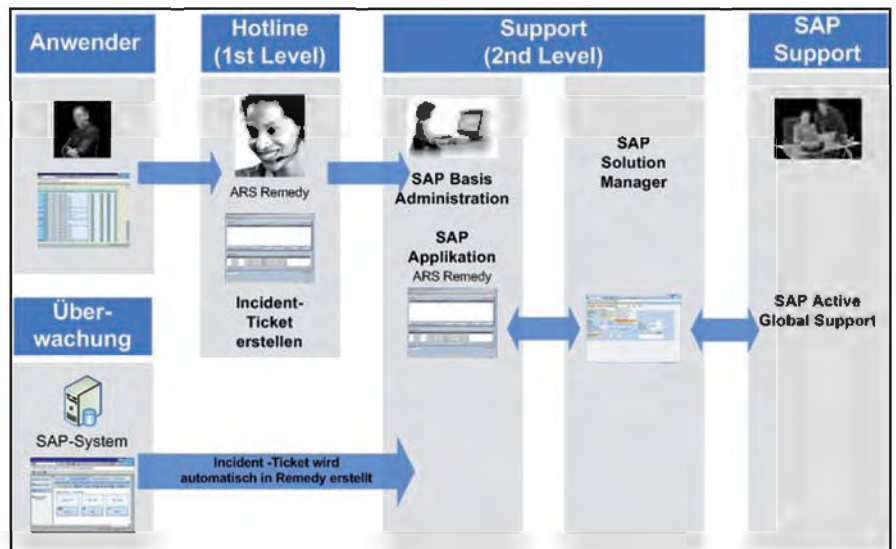 Anwender
Hotline
(1st Level)
Support
(2nd Level)
SAP
Support
ARS Remedy
Incident-
Ticket
erstellen
SAP Basis
Administration
SAP
Applikation
ARS Remedy
SAP
Solution
Manager
SAP Active
Global Support
Über-
wachung
SAP-System
Incident -Ticket wird
automatisch in Remedy erstellt